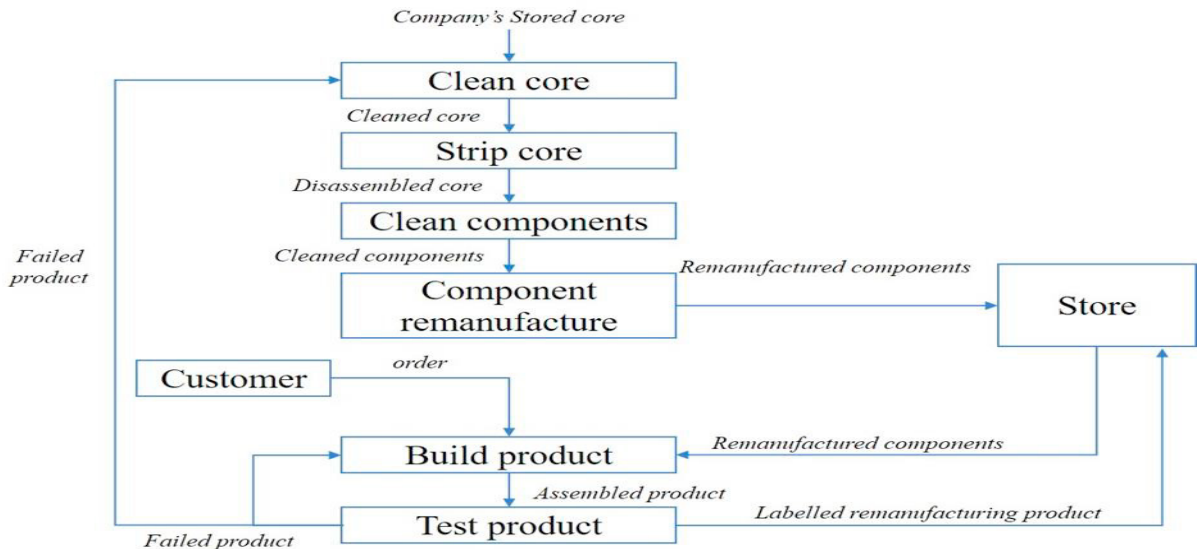 Company's Stored core
Clean core
Cleaned core
Strip core
Disassembled core
Clean components
Cleaned components
Failed
product
Remanufactured components
Component
remanufacture
Store
Customer
order
Build product
Remanufactured components
Assembled product
Test product
Labelled remanufacturing product
Failed product